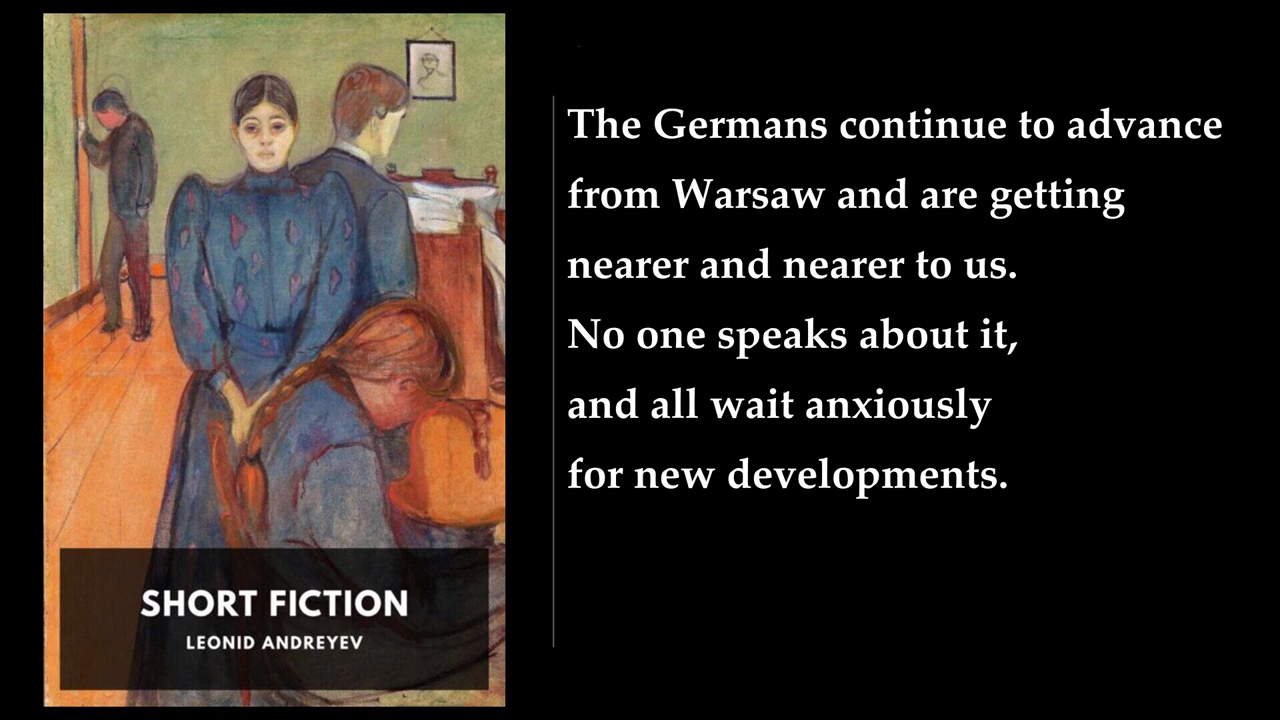 The Germans continue to advance
from Warsaw and are getting
nearer and nearer to us.
No one speaks about it,
and all wait anxiously
for new developments.
SHORT FICTION
LEONID ANDREYEV